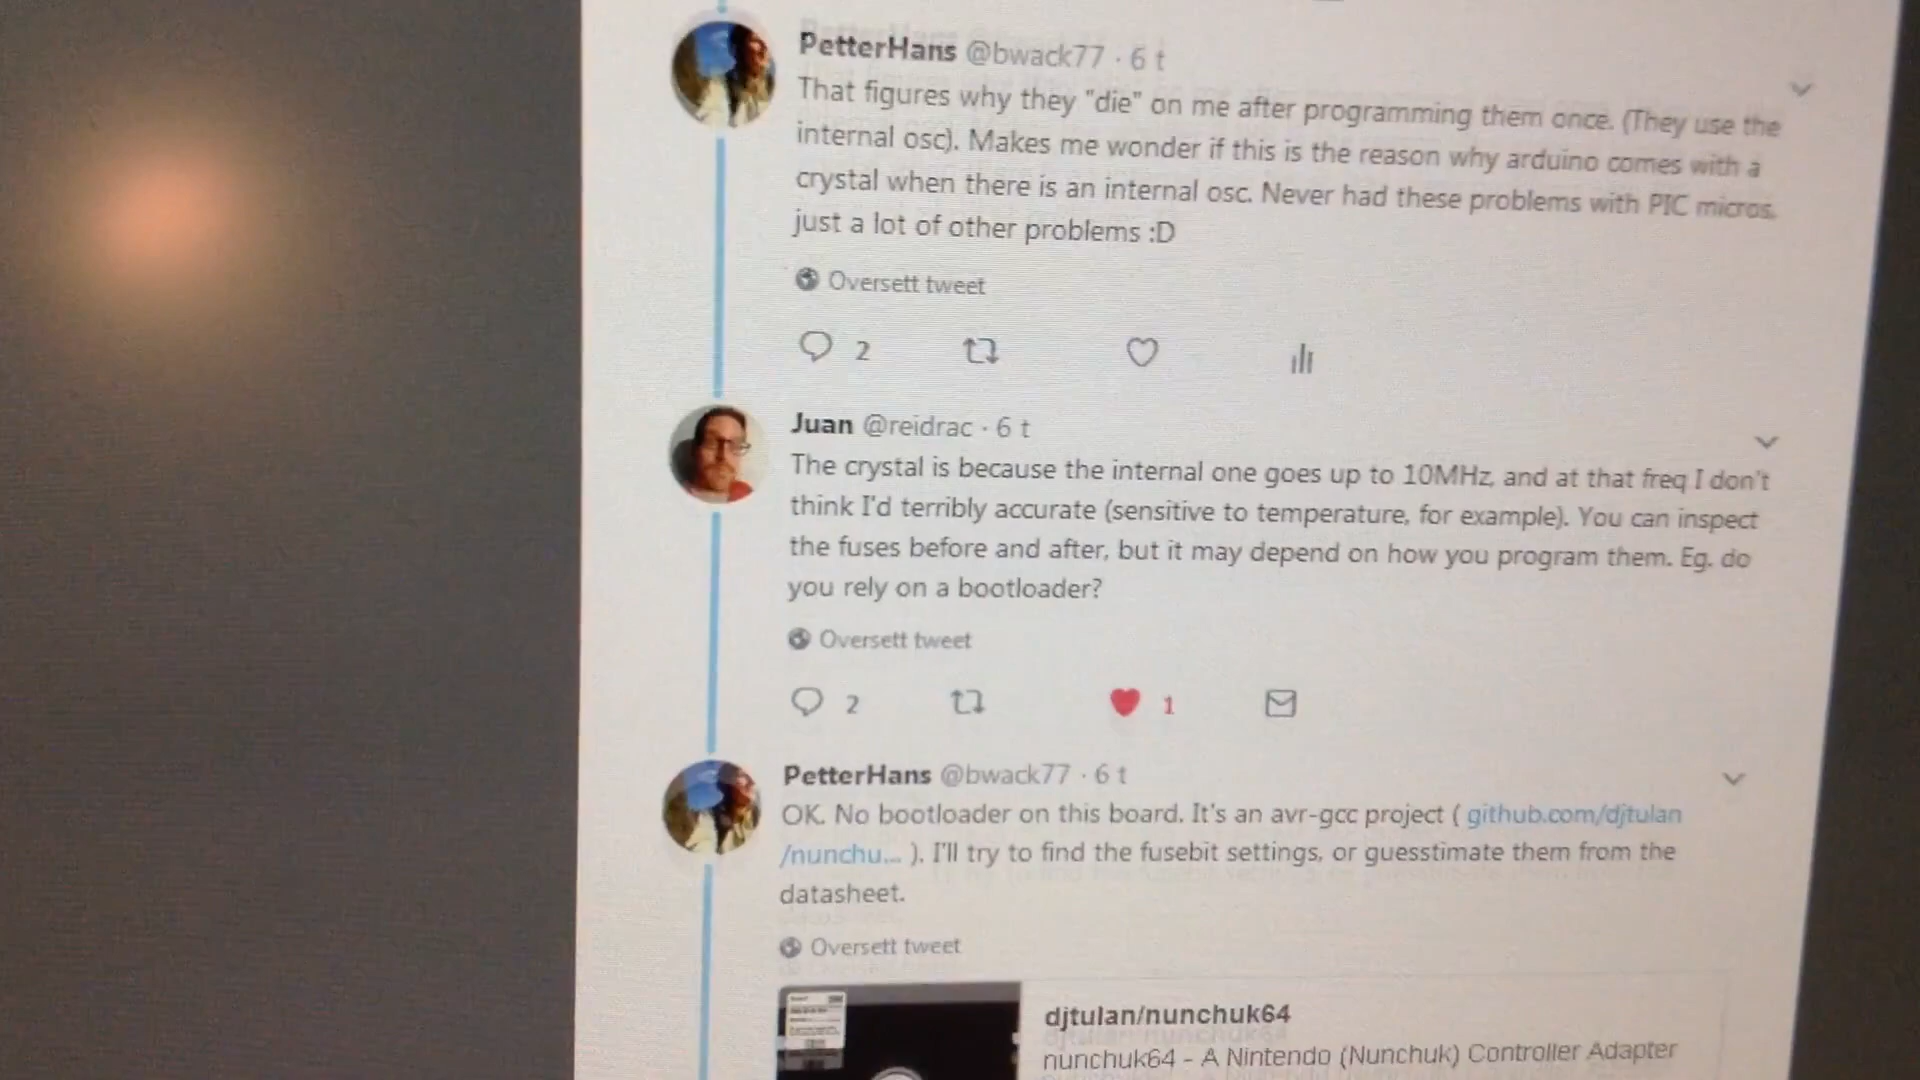 PetterHans @bwack77 · 6 t
That figures why they "die" on me after programming them once. (They use the
internal osc). Makes me wonder if this is the reason why arduino comes with a
crystal when there is an internal osc. Never had these problems with PIC micros,
just a lot of other problems :D
Oversett tweet
2
Juan @reidrac · 6 t
The crystal is because the internal one goes up to 10MHz, and at that freq I don't
think I'd terribly accurate (sensitive to temperature, for example). You can inspect
the fuses before and after, but it may depend on how you program them. Eg. do
you rely on a bootloader?
Oversett tweet
2 1
PetterHans @bwack77 · 6 t
OK. No bootloader on this board. It's an avr-gcc project ( github.com/djtulan
/nunchu... ). I'll try to find the fusebit settings, or guesstimate them from the
datasheet.
Oversett tweet
djtulan/nunchuk64
nunchuk64 - A Nintendo (Nunchuk) Controller Adapter